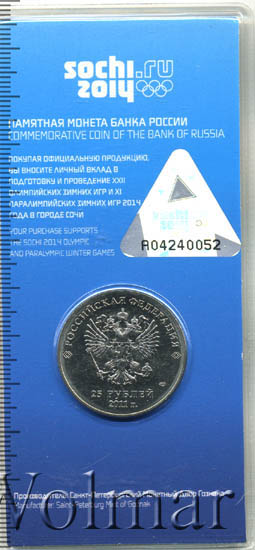 sochi.ru
2014
ПАМЯТНАЯ МОНЕТА БАНКА РОССИИ
COMMEMORATIVE COIN OF THE BANK OF RUSSIA
ПОКУПАЯ ОФИЦИАЛЬНУЮ ПРОДУКЦИЮ,
ВЫ ВНОСИТЕ ЛИЧНЫЙ ВКЛАД В
ПОДГОТОВКУ И ПРОВЕДЕНИЕ XXII
ОЛИМПИЙСКИХ ЗИМНИХ ИГР И XI
ПАРАЛИМПИЙСКИХ ЗИМНИХ ИГР 2014
ГОДА В ГОРОДЕ СОЧИ
YOUR PURCHASE SUPPORTS
THE SOCHI 2014 OLYMPIC
AND PARALYMPIC WINTER GAMES
A04240052
РОССИЙСКАЯ ФЕДЕРАЦИЯ
25 РУБЛЕЙ
2011 г.
Производитель: Санкт-Петербургский Монетный Двор Гознака
Manufacturer: Saint-Petersburg Mint of Goznak
Volmar